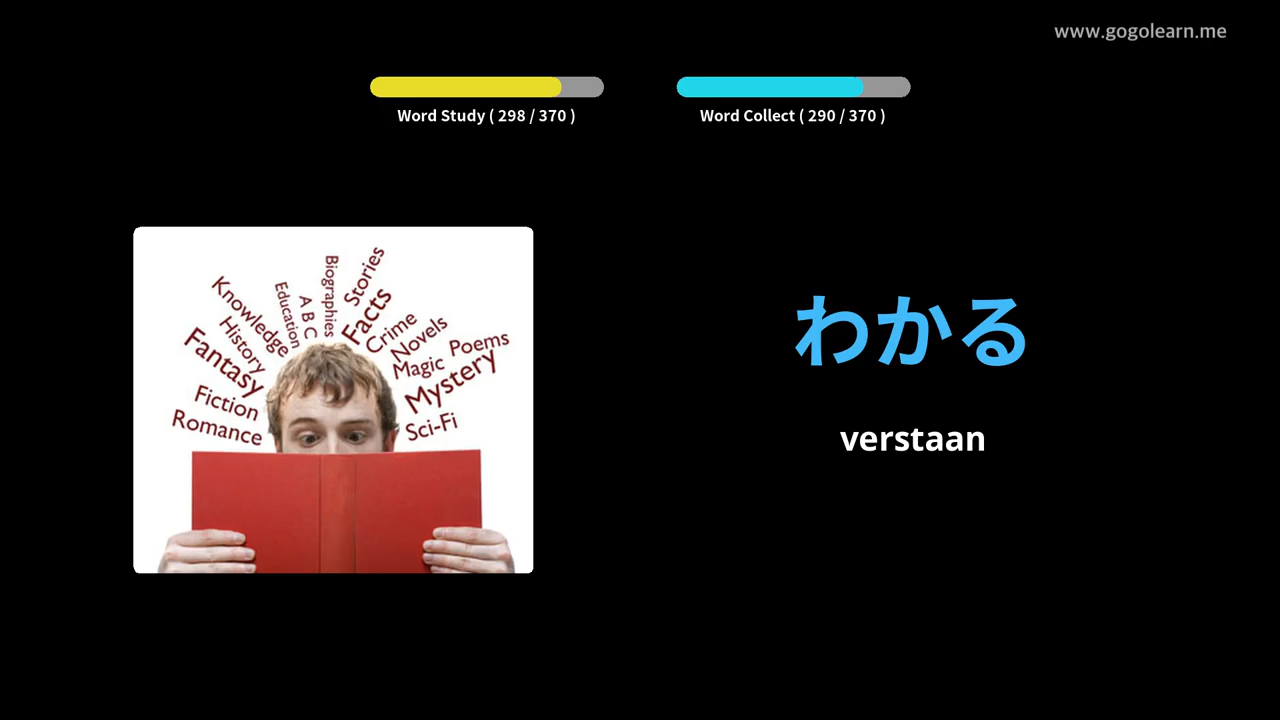 www.gogolearn.me
Word Study ( 298 / 370 )
Word Collect ( 290 / 370 )
Biographies
Stories
Knowledge
Education
A B C
Facts
History
Crime
Novels
Fantasy
Magic
Poems
Mystery
Fiction
Romance
Sci-Fi
わかる
verstaan